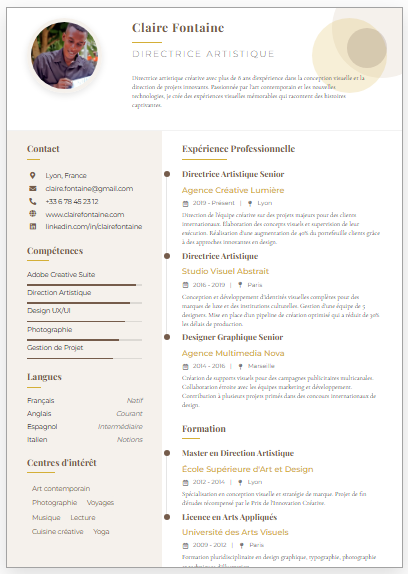 Claire Fontaine
DIRECTRICE ARTISTIQUE
Directrice artistique créative avec plus de 8 ans d'expérience dans la conception visuelle et la
direction de projets innovants. Passionnée par l'art contemporain et les nouvelles
technologies, je crée des expériences visuelles mémorables qui racontent des histoires
captivantes.
Contact
Lyon, France
claire.fontaine@gmail.com
+33 6 78 45 23 12
www.clairefontaine.com
linkedin.com/in/clairefontaine
Compétences
Adobe Creative Suite
Direction Artistique
Design UX/UI
Photographie
Gestion de Projet
Langues
Français Natif
Anglais Courant
Espagnol Intermédiaire
Italien Notions
Centres d'intérêt
Art contemporain
Photographie Voyages
Musique Lecture
Cuisine créative Yoga
Expérience Professionnelle
Directrice Artistique Senior
Agence Créative Lumière
2019 - Présent | Lyon
Direction de l'équipe créative sur des projets majeurs pour des clients
internationaux. Élaboration des concepts visuels et supervision de leur
exécution. Réalisation d'une augmentation de 40% du portefeuille clients grâce
à des approches innovantes en design.
Directrice Artistique
Studio Visuel Abstrait
2016 - 2019 | Paris
Conception et développement d'identités visuelles complètes pour des
marques de luxe et des institutions culturelles. Gestion d'une équipe de 5
designers. Mise en place d'un pipeline de création optimisé qui a réduit de 30%
les délais de production.
Designer Graphique Senior
Agence Multimedia Nova
2014 - 2016 | Marseille
Création de supports visuels pour des campagnes publicitaires multicanales.
Collaboration étroite avec les équipes marketing et développement.
Contribution à plusieurs projets primés dans des concours internationaux de
design.
Formation
Master en Direction Artistique
École Supérieure d'Art et Design
2012 - 2014 | Lyon
Spécialisation en conception visuelle et stratégie de marque. Projet de fin
d'études récompensé par le Prix de l'Innovation Créative.
Licence en Arts Appliqués
Université des Arts Visuels
2009 - 2012 | Paris
Formation pluridisciplinaire en design graphique, typographie, photographie